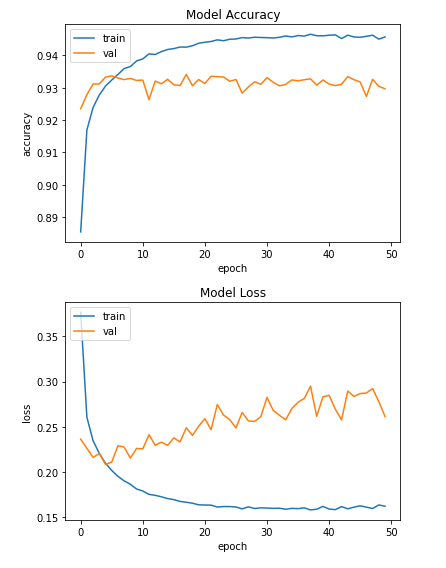 Model Accuracy
train
val
0.94
0.93
0.92
0.91
0.90
0.89
accuracy
0 10 20 30 40 50
epoch
Model Loss
train
val
0.35
0.30
0.25
0.20
0.15
loss
0 10 20 30 40 50
epoch